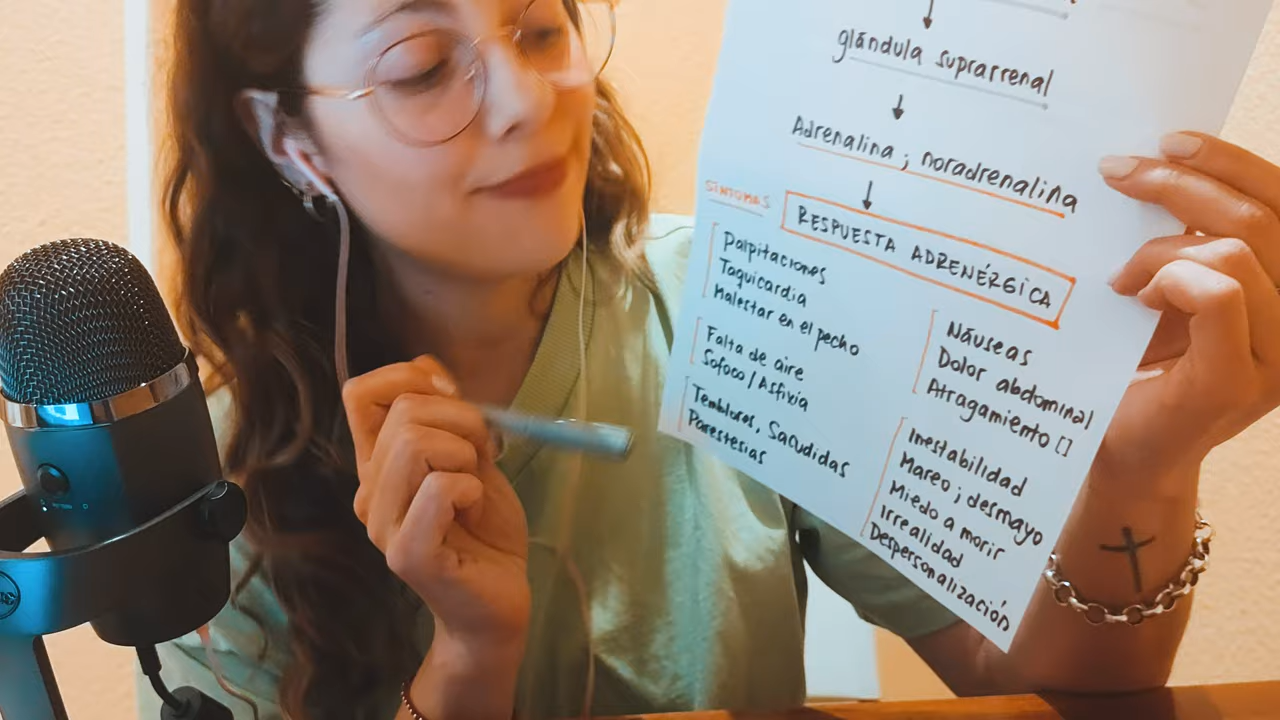 glándula suprarrenal
Adrenalina ; noradrenalina
SÍNTOMAS
RESPUESTA ADRENÉRGICA
Palpitaciones
Taquicardia
Malestar en el pecho
Falta de aire
Sofoco / Asfixia
Temblores, Sacudidas
Parestesias
Náuseas
Dolor abdominal
Atragamiento []
Inestabilidad
Mareo ; desmayo
Miedo a morir
Irrealidad
Despersonalización